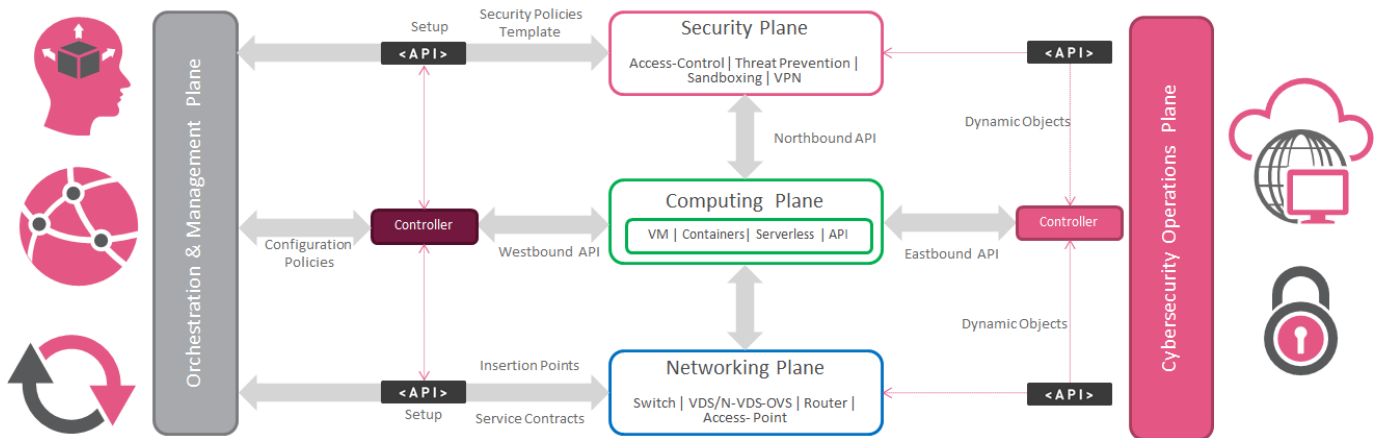 Orchestration & Management Plane
Setup
<API>
Security Policies
Template
Security Plane
Access-Control | Threat Prevention |
Sandboxing | VPN
<API>
Dynamic Objects
Northbound API
Configuration
Policies
Controller
Westbound API
Computing Plane
VM | Containers| Serverless | API
Eastbound API
Controller
Dynamic Objects
Insertion Points
<API>
Setup
Service Contracts
Networking Plane
Switch | VDS/N-VDS-OVS | Router |
Access- Point
<API>
Cybersecurity Operations Plane